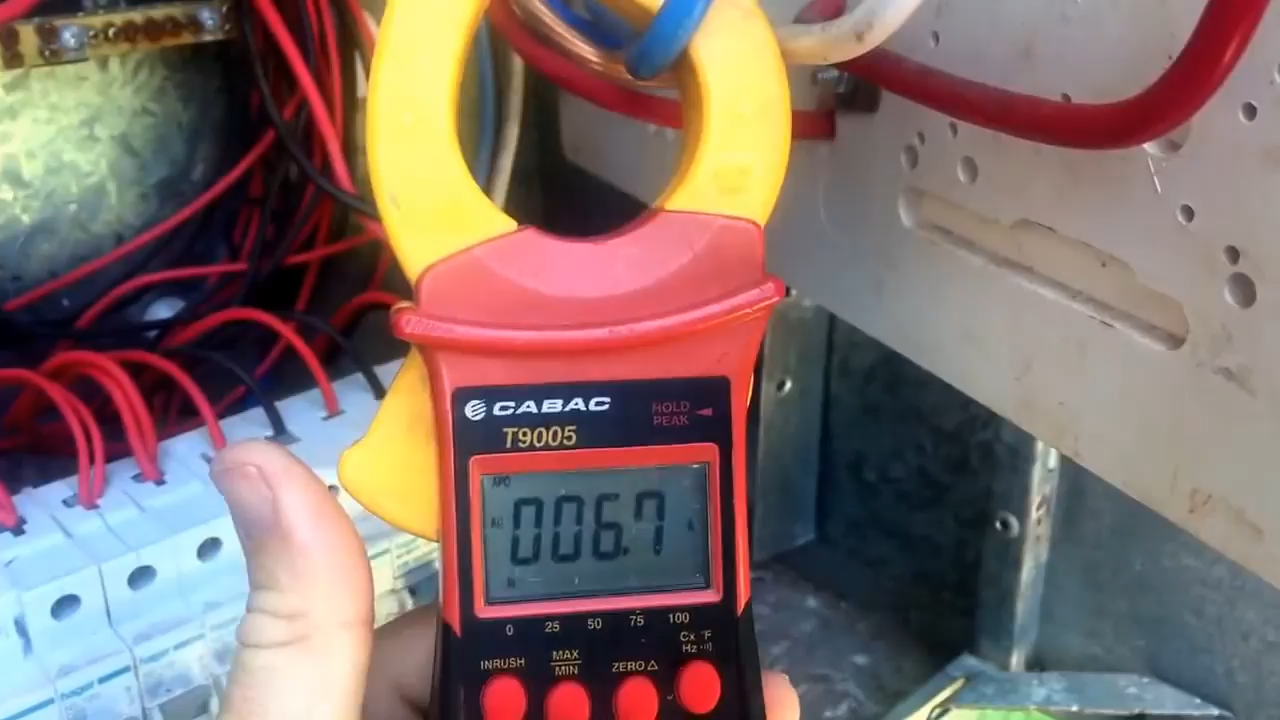 CABAC
HOLD
PEAK
T9005
APO
AC
006.7
A
0 25 50 75 100
INRUSH
MAX
MIN
ZERO △
Cx °F
Hz
hager